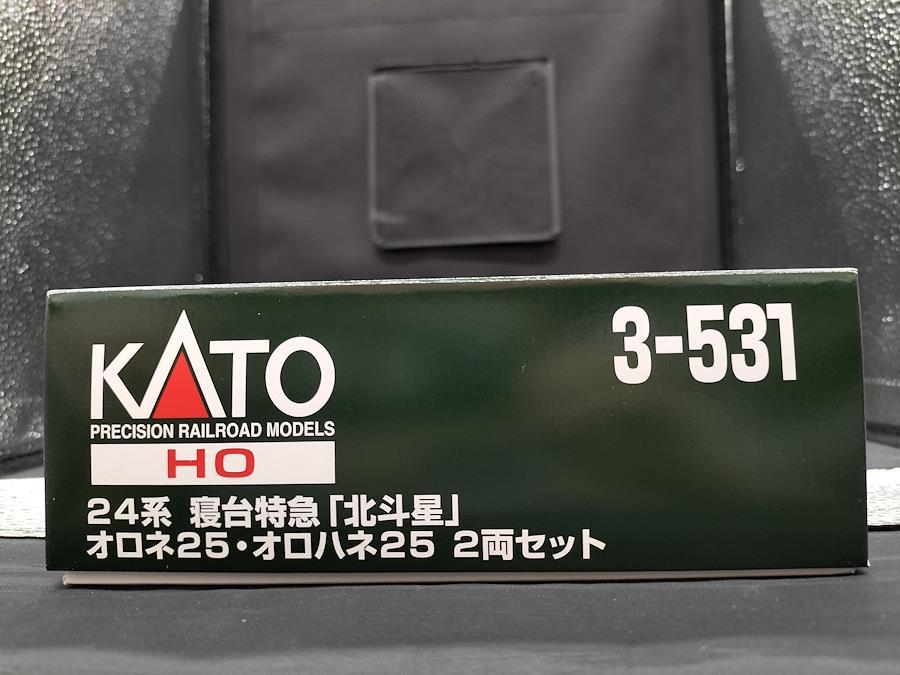 KATO
3-531
PRECISION RAILROAD MODELS
HO
24系 寝台特急「北斗星」
オロネ25・オロハネ25 2両セット